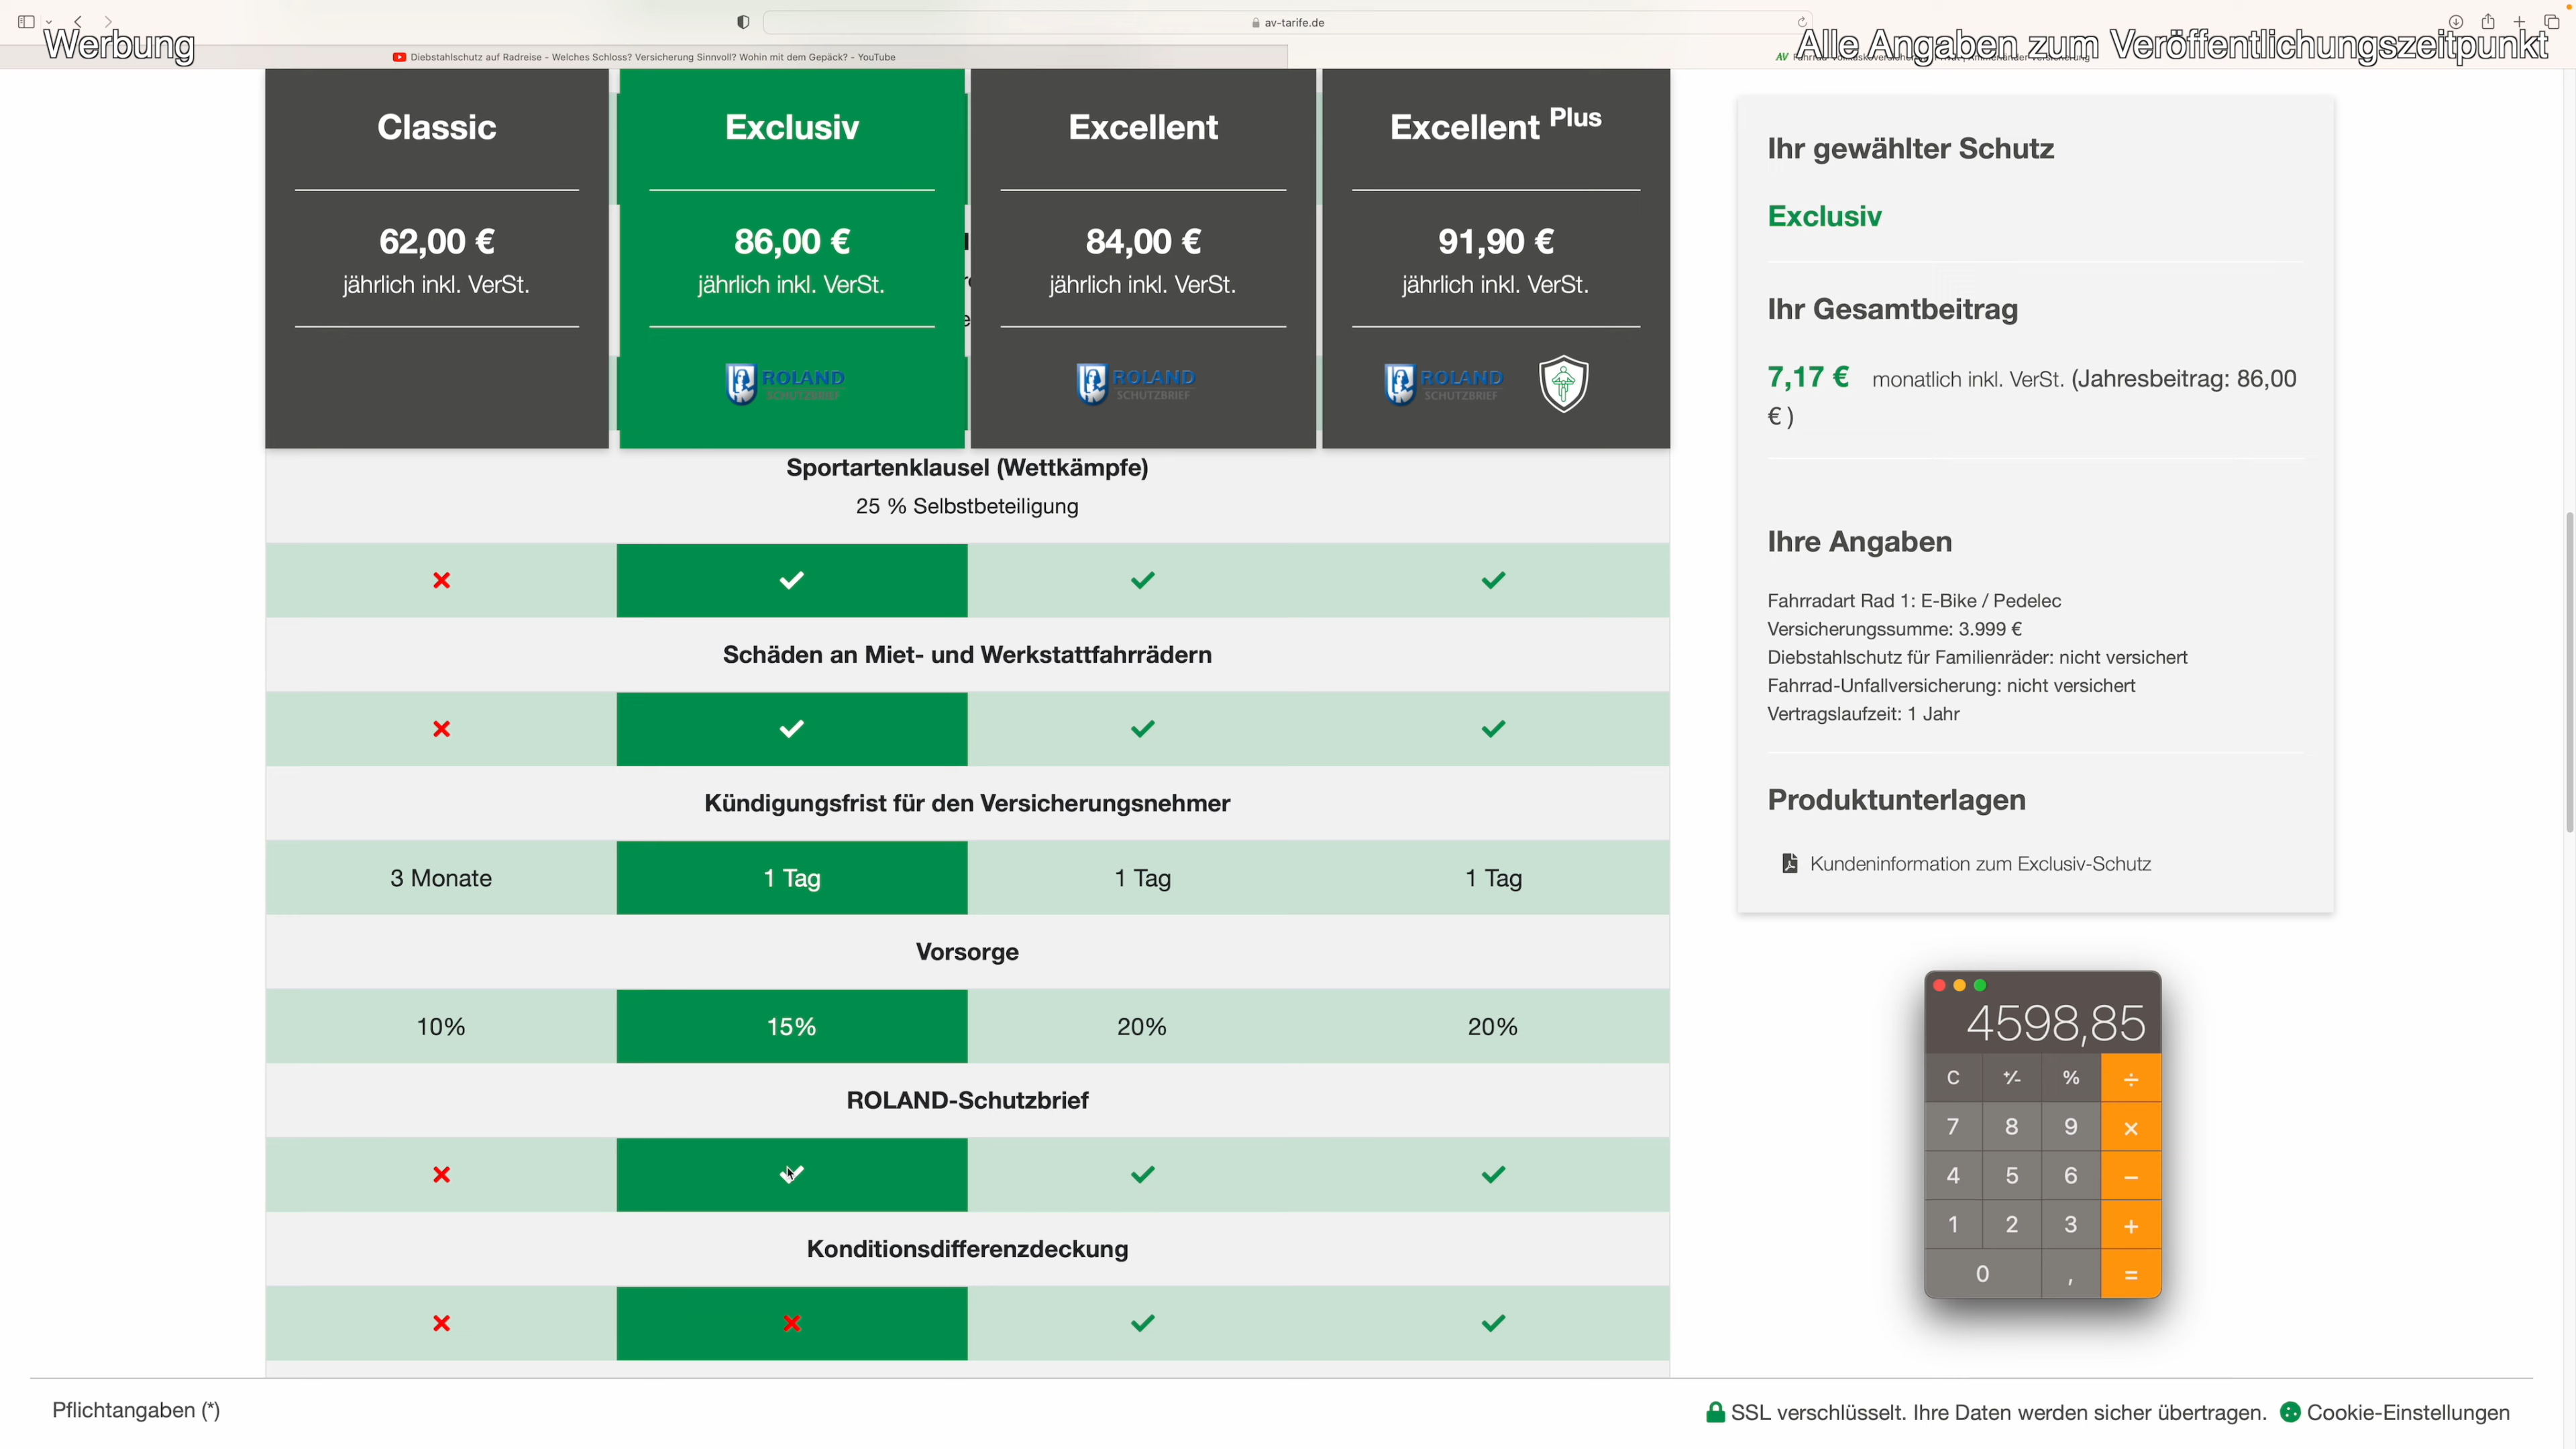 av-tarife.de
Werbung
Alle Angaben zum Veröffentlichungszeitpunkt
Diebstahlschutz auf Radreise - Welches Schloss? Versicherung Sinnvoll? Wohin mit dem Gepäck? - YouTube
Classic
Exclusiv
Excellent
Excellent Plus
62,00 €
86,00 €
84,00 €
91,90 €
jährlich inkl. VerSt.
jährlich inkl. VerSt.
jährlich inkl. VerSt.
jährlich inkl. VerSt.
ROLAND
SCHUTZBRIEF
ROLAND
SCHUTZBRIEF
ROLAND
SCHUTZBRIEF
Sportartenklausel (Wettkämpfe)
25 % Selbstbeteiligung
Schäden an Miet- und Werkstattfahrrädern
Kündigungsfrist für den Versicherungsnehmer
3 Monate
1 Tag
1 Tag
1 Tag
Vorsorge
10%
15%
20%
20%
ROLAND-Schutzbrief
Konditionsdifferenzdeckung
Ihr gewählter Schutz
Exclusiv
Ihr Gesamtbeitrag
7,17 € monatlich inkl. VerSt. (Jahresbeitrag: 86,00
€ )
Ihre Angaben
Fahrradart Rad 1: E-Bike / Pedelec
Versicherungssumme: 3.999 €
Diebstahlschutz für Familienräder: nicht versichert
Fahrrad-Unfallversicherung: nicht versichert
Vertragslaufzeit: 1 Jahr
Produktunterlagen
Kundeninformation zum Exclusiv-Schutz
4598,85
C ⁺∕₋ % ÷
7 8 9 ×
4 5 6 −
1 2 3 +
0 , =
Pflichtangaben (*)
SSL verschlüsselt. Ihre Daten werden sicher übertragen.
Cookie-Einstellungen